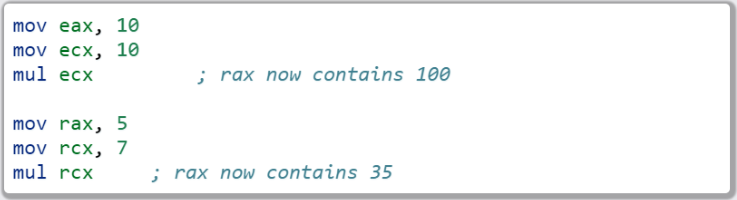 mov eax, 10
mov ecx, 10
mul ecx         ; rax now contains 100

mov rax, 5
mov rcx, 7
mul rcx     ; rax now contains 35